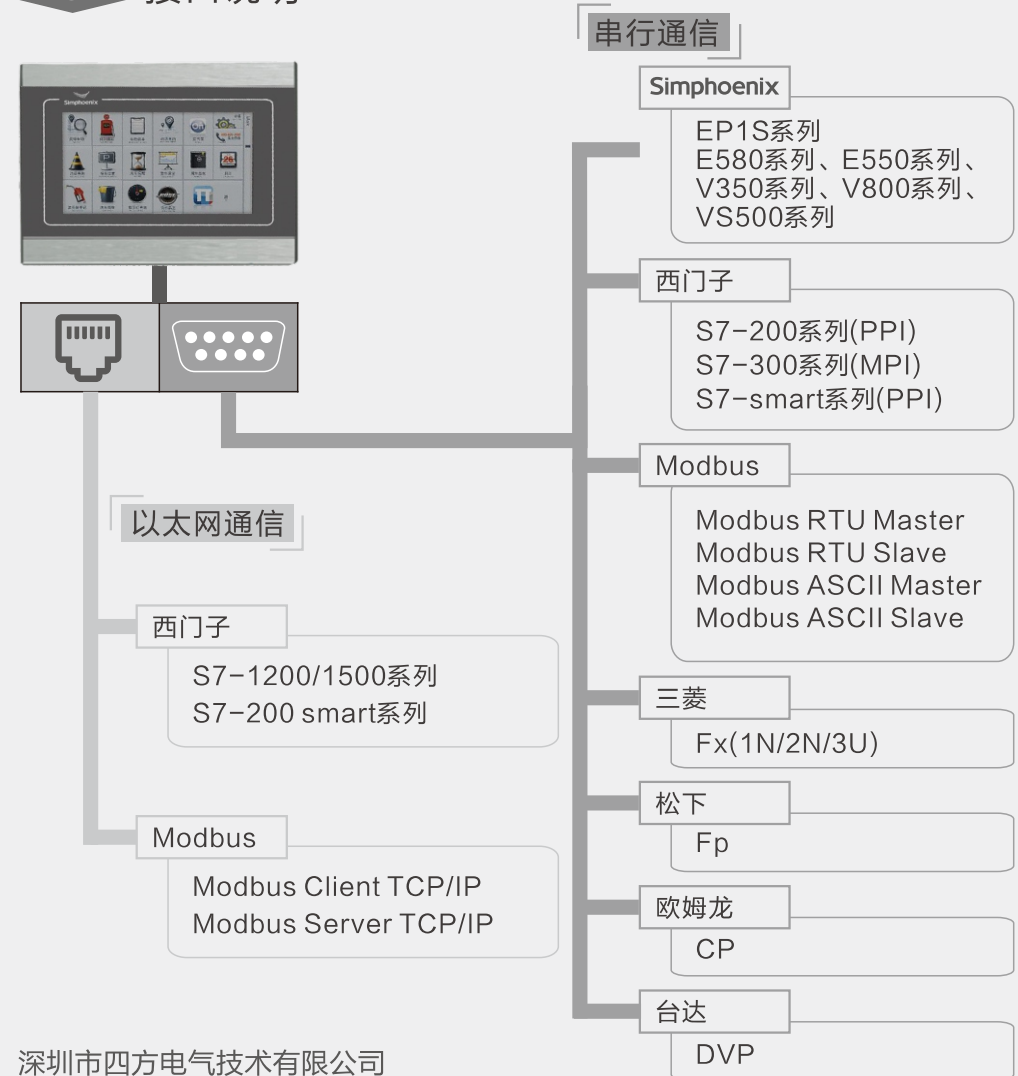 Simphoenix
以太网通信
西门子
S7-1200/1500系列
S7-200 smart系列
Modbus
Modbus Client TCP/IP
Modbus Server TCP/IP
串行通信
Simphoenix
EP1S系列
E580系列、E550系列、
V350系列、V800系列、
VS500系列
西门子
S7-200系列(PPI)
S7-300系列(MPI)
S7-smart系列(PPI)
Modbus
Modbus RTU Master
Modbus RTU Slave
Modbus ASCII Master
Modbus ASCII Slave
三菱
Fx(1N/2N/3U)
松下
Fp
欧姆龙
CP
台达
DVP
深圳市四方电气技术有限公司